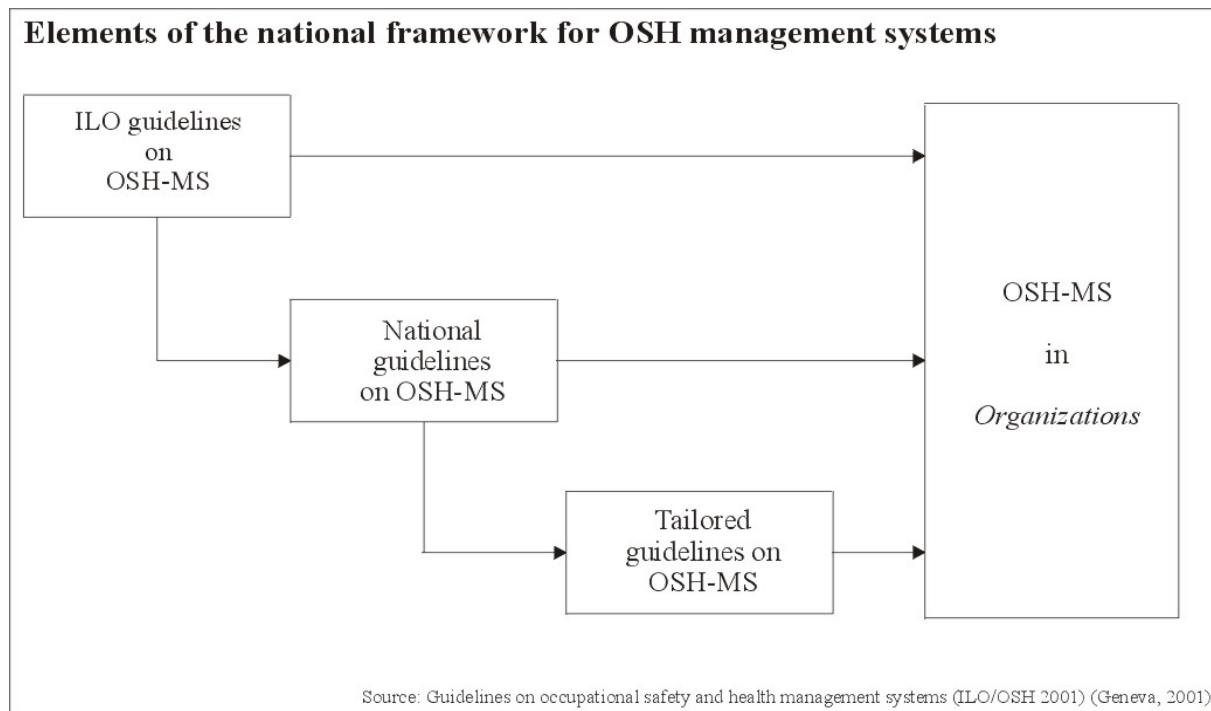 Elements of the national framework for OSH management systems
ILO guidelines
on
OSH-MS
National
guidelines
on OSH-MS
Tailored
guidelines on
OSH-MS
OSH-MS
in
Organizations
Source: Guidelines on occupational safety and health management systems (ILO/OSH 2001) (Geneva, 2001)